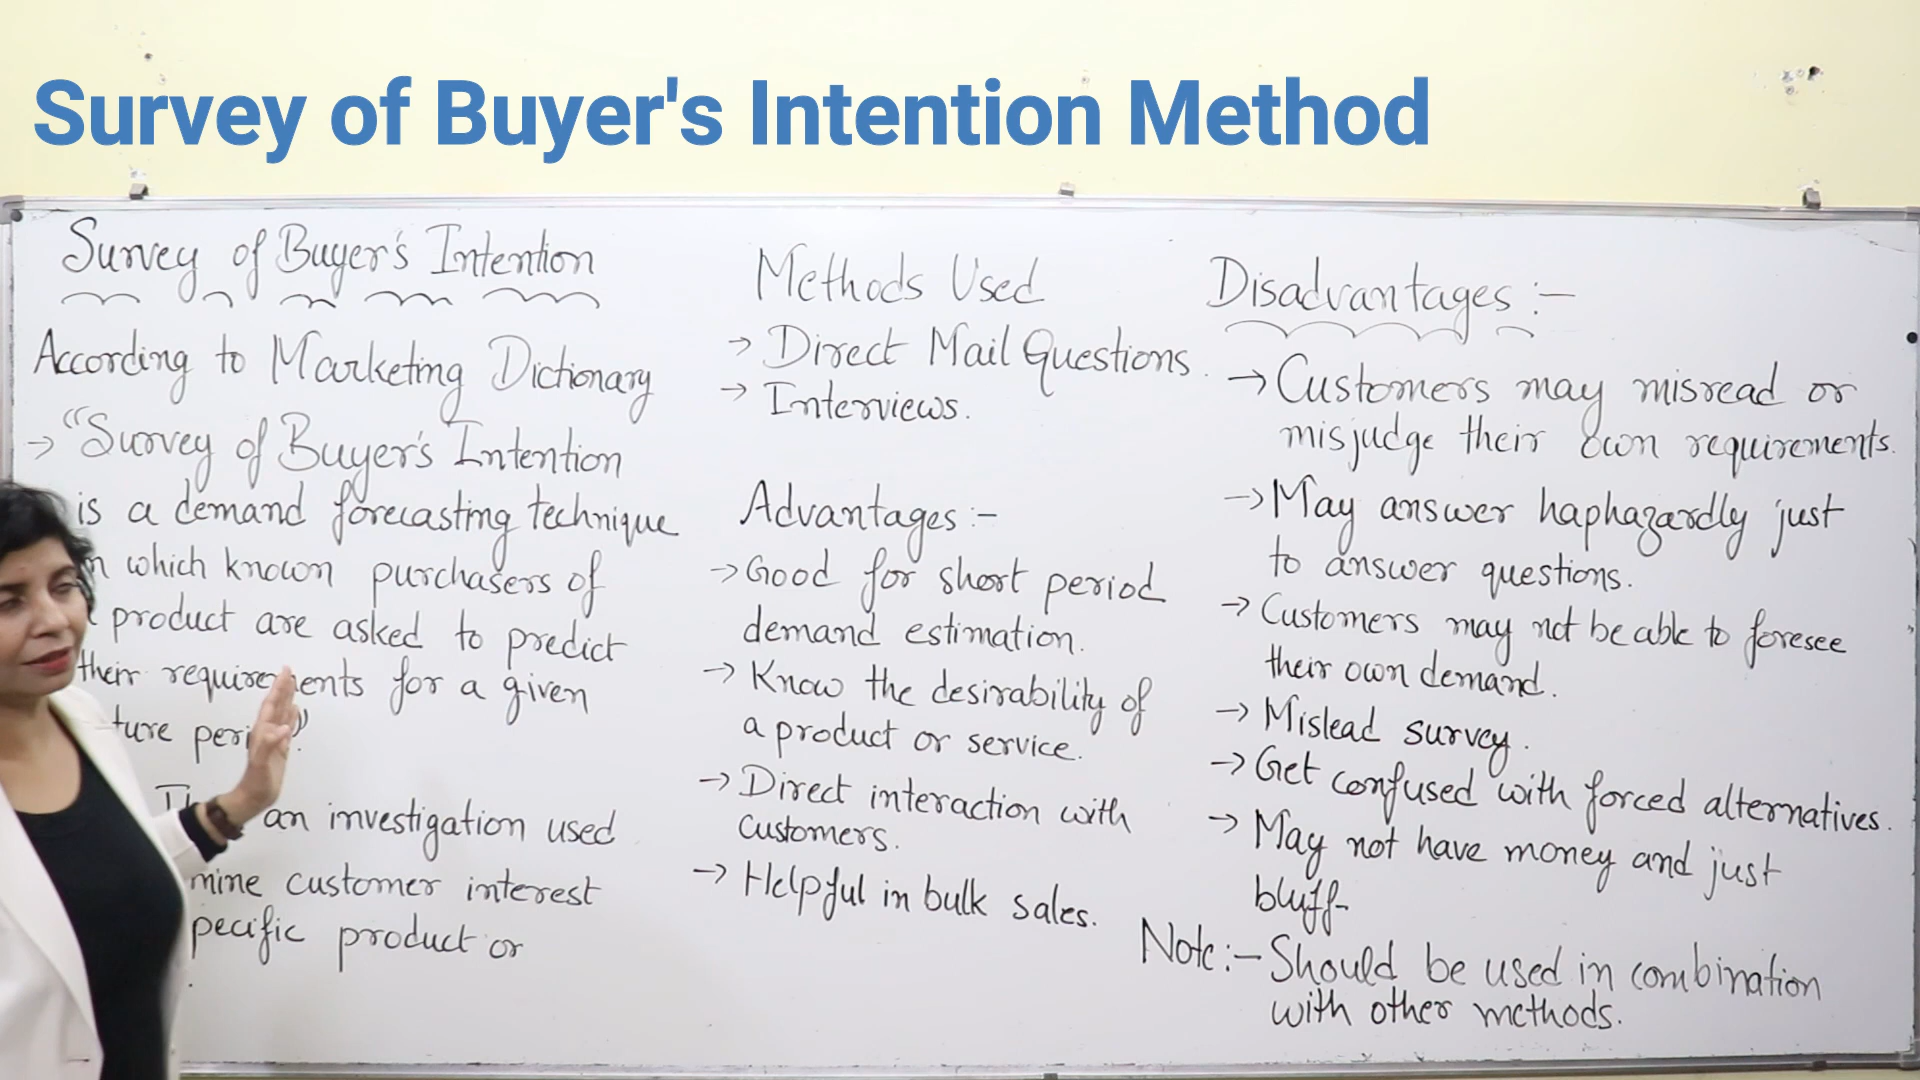 Survey of Buyer's Intention Method
Survey of Buyer's Intention
According to Marketing Dictionary
→ "Survey of Buyer's Intention
is a demand forecasting technique
which known purchasers of
product are asked to predict
their requirements for a given
period".
an investigation used
customer interest
product or
Methods Used
→ Direct Mail Questions.
→ Interviews.
Advantages :-
→ Good for short period
demand estimation.
→ Know the desirability of
a product or service.
→ Direct interaction with
customers.
→ Helpful in bulk sales.
Disadvantages :-
→ Customers may misread or
misjudge their own requirements.
→ May answer haphazardly just
to answer questions.
→ Customers may not be able to foresee
their own demand.
→ Mislead survey.
→ Get confused with forced alternatives.
→ May not have money and just
bluff-
Note :- Should be used in combination
with other methods.